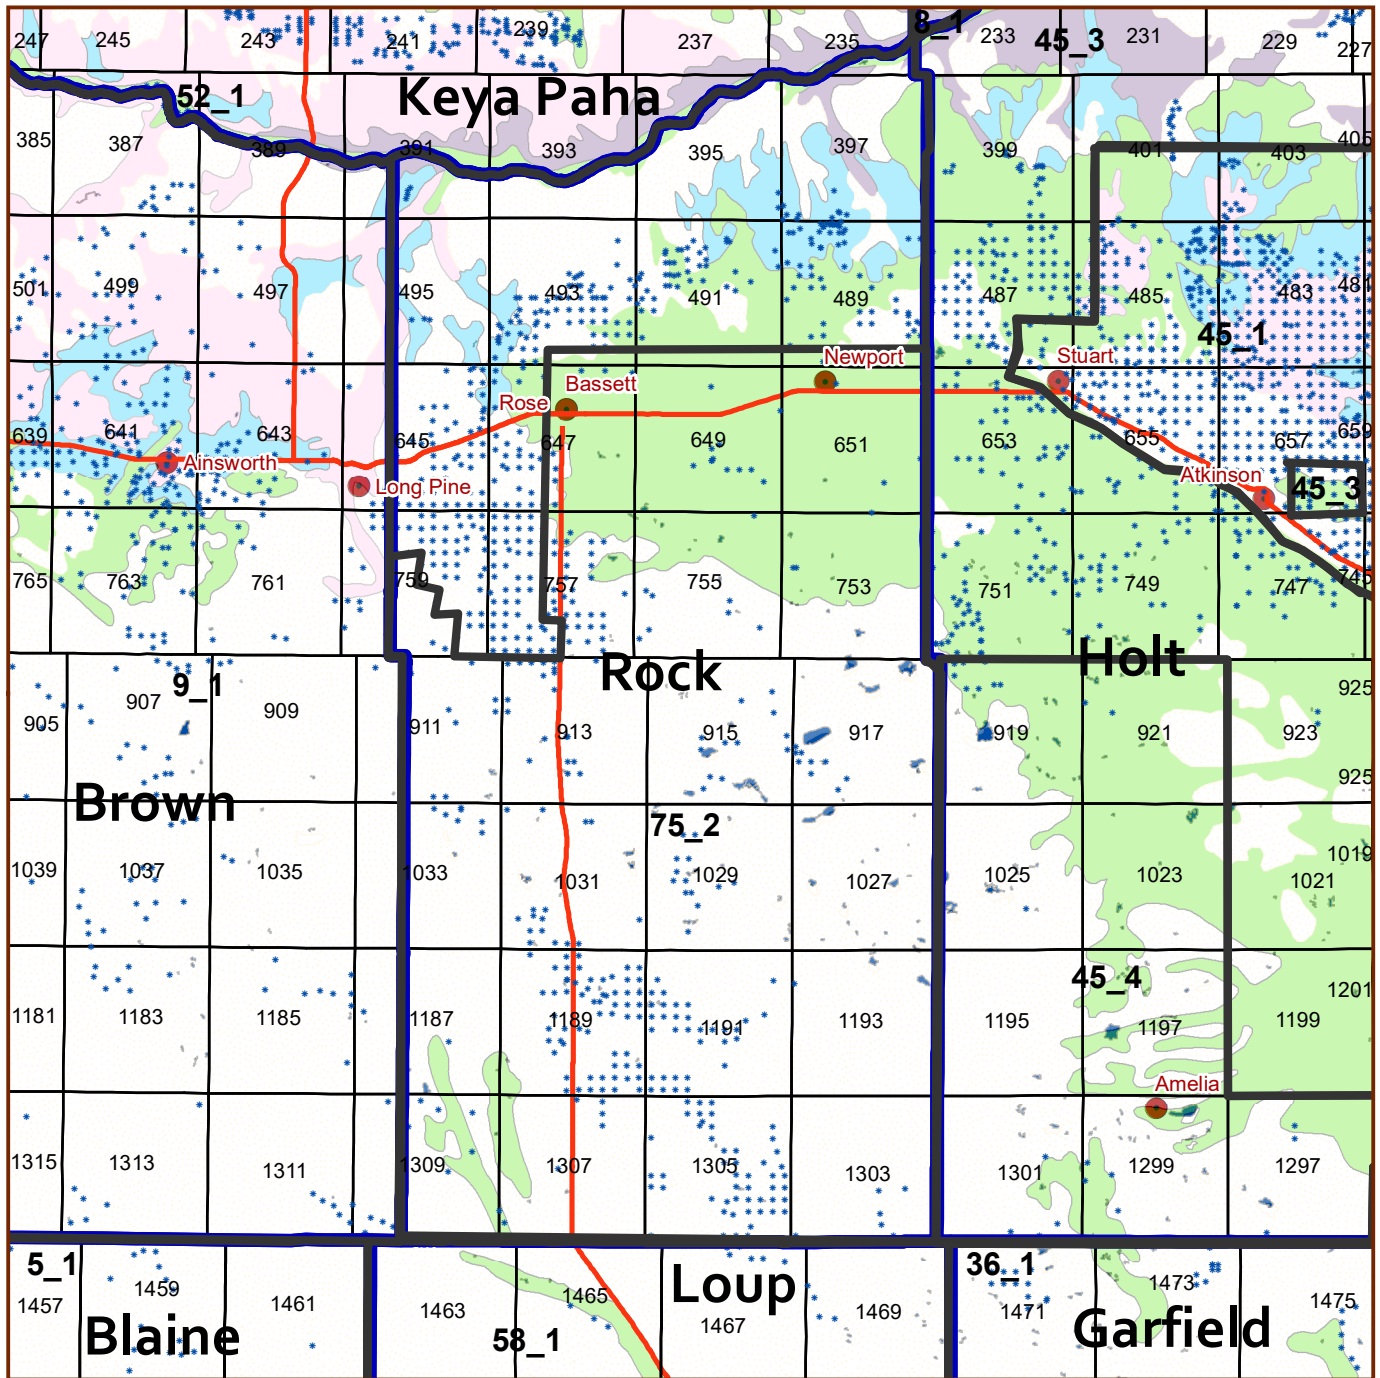 247 245 243 241 239 237 235 8_1 233 45_3 231 229 227
52_1 Keya Paha
385 387 389 391 393 395 397 399 401 403 405
501 499 497 495 493 491 489 487 485 483 481
45_1
Newport Stuart
Bassett
Rose
639 641 643 645 647 649 651 653 655 657 659
Ainsworth Long Pine Atkinson 45_3
765 763 761 759 757 755 753 751 749 747 745
Rock Holt
9_1
905 907 909 911 913 915 917 919 921 923 925
925
Brown 75_2
1039 1037 1035 1033 1031 1029 1027 1025 1023 1021 1019
45_4
1181 1183 1185 1187 1189 1191 1193 1195 1197 1199 1201
Amelia
1315 1313 1311 1309 1307 1305 1303 1301 1299 1297
5_1 36_1
Loup
1457 1459 1461 1463 1465 1467 1469 1471 1473 1475
Blaine 58_1 Garfield